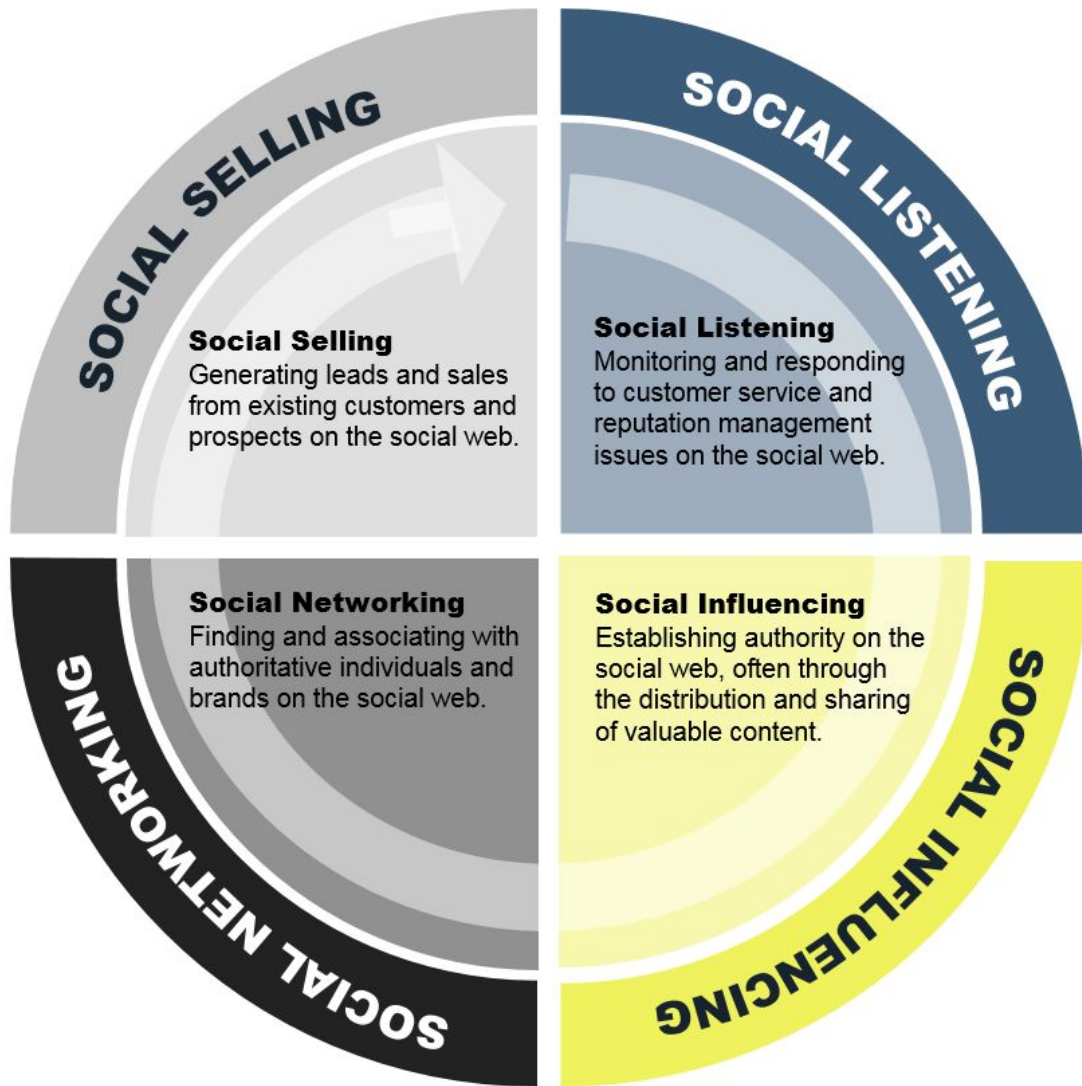 SOCIAL SELLING
SOCIAL LISTENING
Social Selling
Generating leads and sales
from existing customers and
prospects on the social web.
Social Listening
Monitoring and responding
to customer service and
reputation management
issues on the social web.
Social Networking
Finding and associating with
authoritative individuals and
brands on the social web.
Social Influencing
Establishing authority on the
social web, often through
the distribution and sharing
of valuable content.
SOCIAL NETWORKING
SOCIAL INFLUENCING